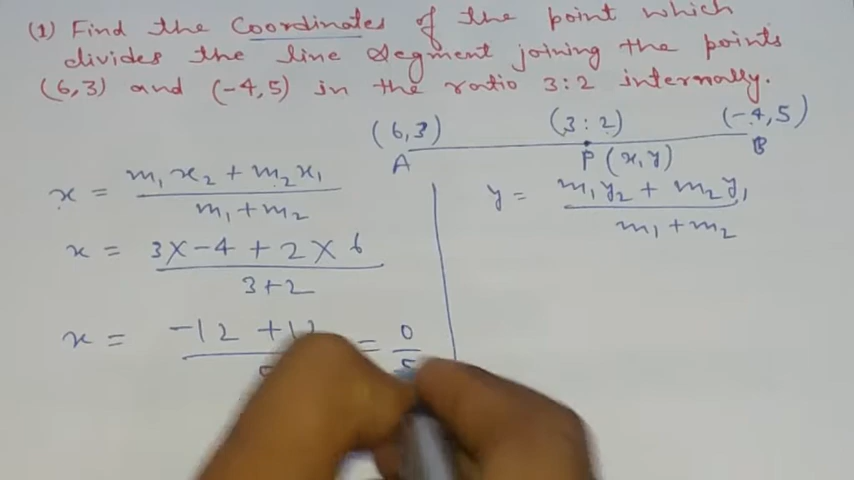 (1) Find the Coordinates of the point which
divides the line segment joining the points
(6,3) and (-4,5) in the ratio 3:2 internally.
(6,3) (3:2) (-4,5)
A P(x,y) B
x = m₁x₂ + m₂x₁ / m₁+m₂
y = m₁y₂ + m₂y₁ / m₁+m₂
x = 3×-4 + 2×6 / 3+2
x = -12 +12 / 5 = 0 / 5